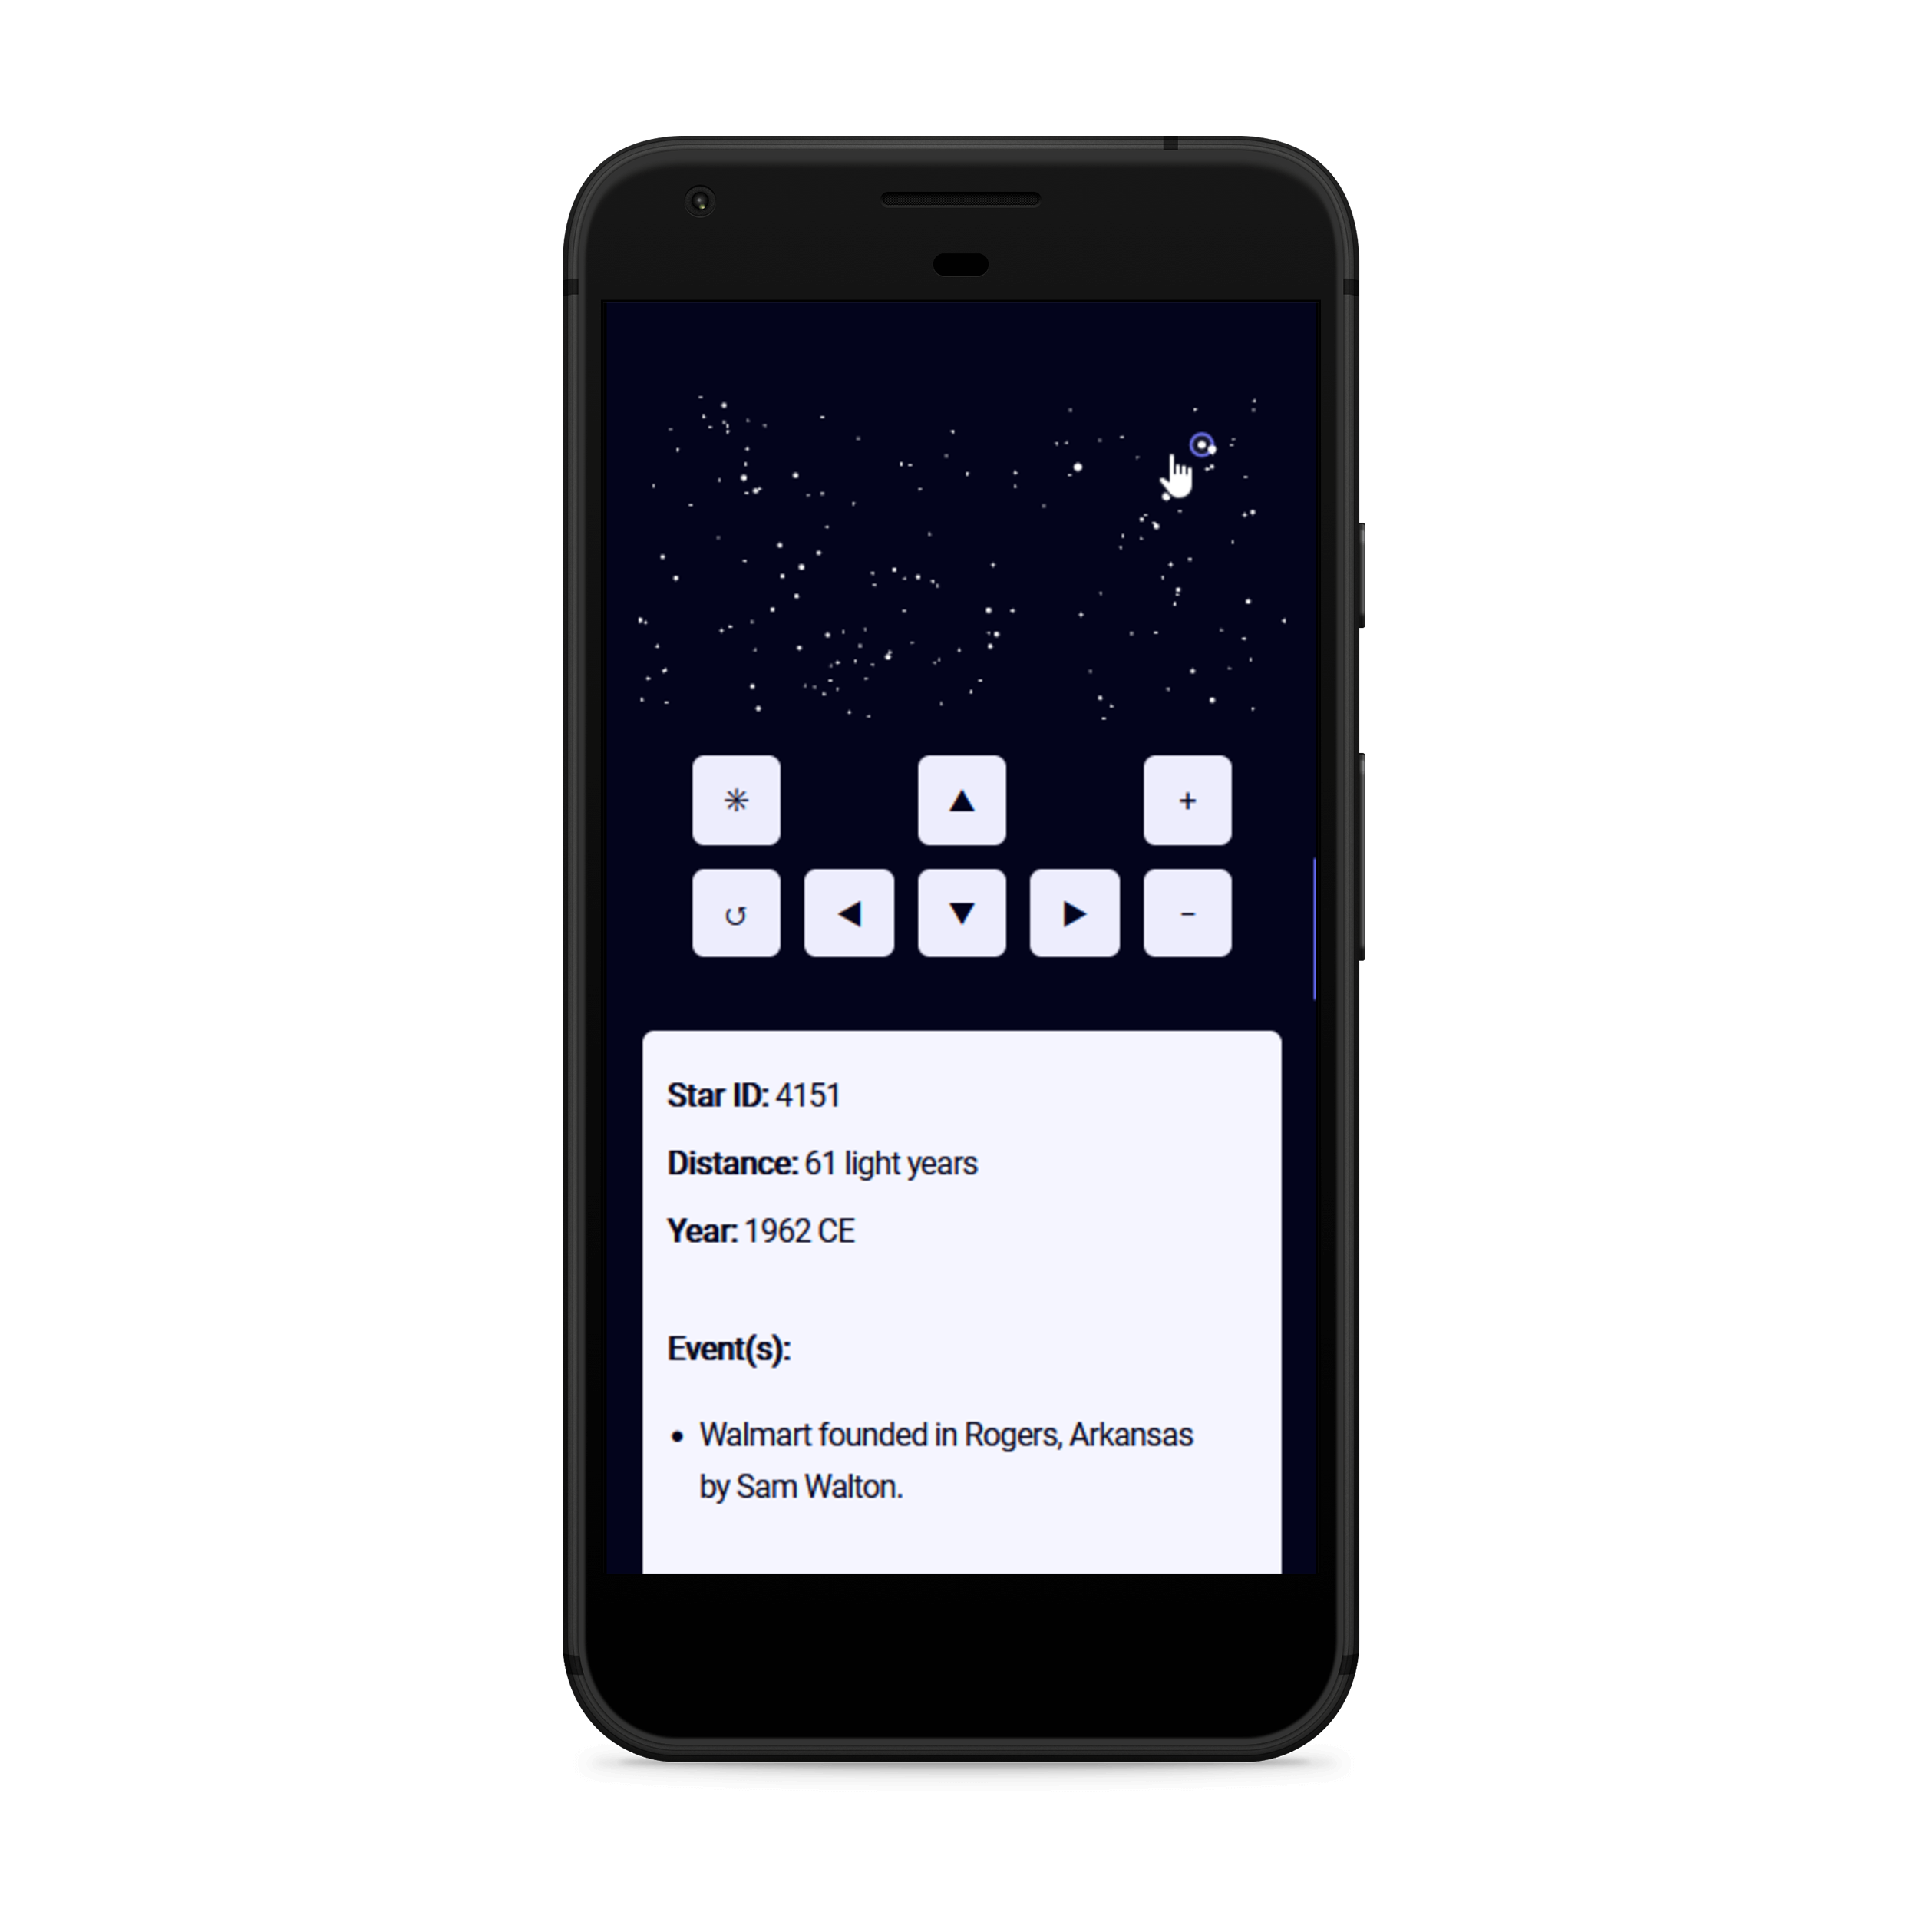 ✳ ▲ +
↺ ◀ ▼ ▶ −
Star ID: 4151
Distance: 61 light years
Year: 1962 CE
Event(s):
• Walmart founded in Rogers, Arkansas
by Sam Walton.